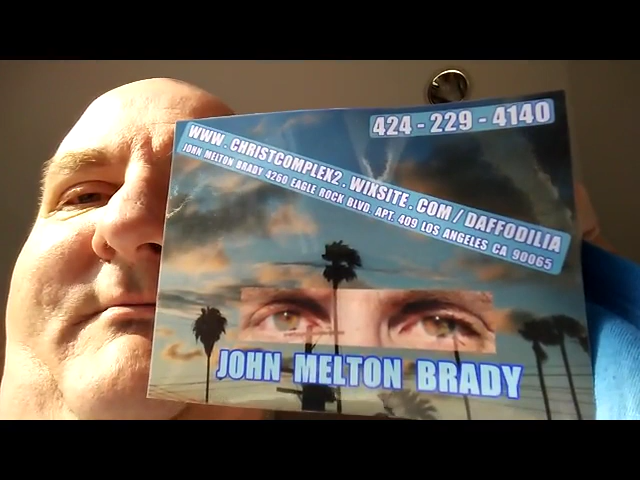 424 - 229 - 4140
WWW. CHRISTCOMPLEX2 . WIXSITE . COM / DAFFODILIA
JOHN MELTON BRADY 4260 EAGLE ROCK BLVD. APT. 409 LOS ANGELES CA 90065
JOHN MELTON BRADY